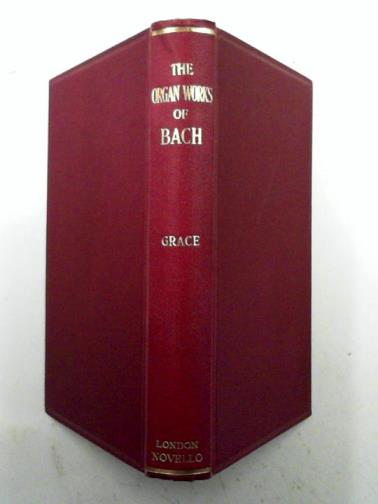 THE
ORGAN WORKS
OF
BACH
GRACE
LONDON
NOVELLO